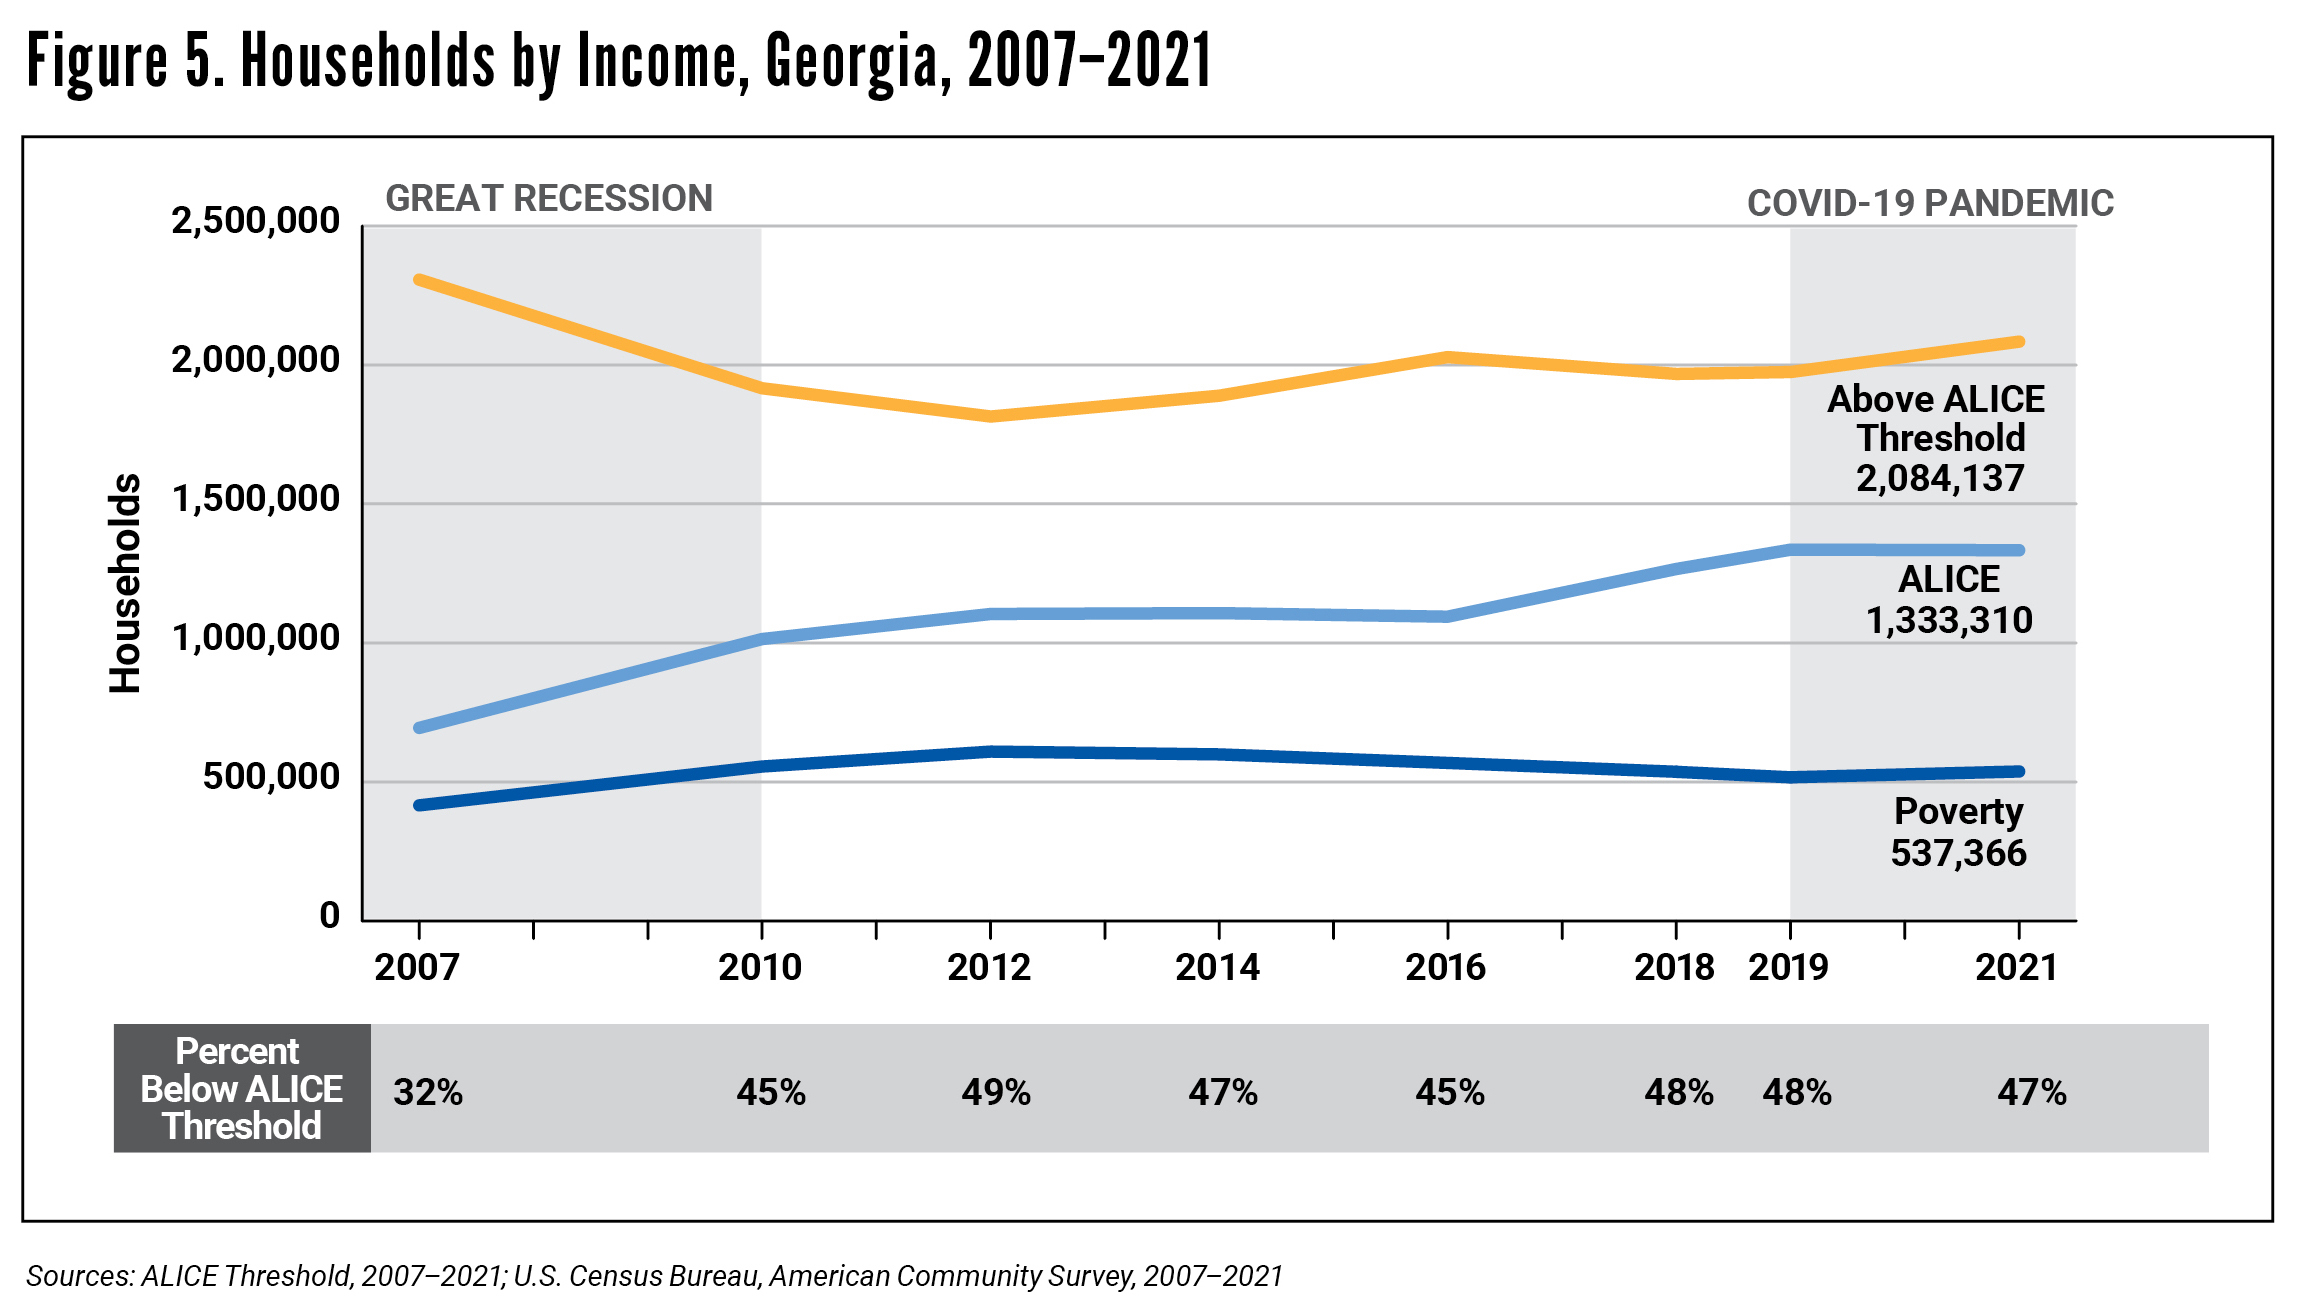 Figure 5. Households by Income, Georgia, 2007–2021
GREAT RECESSION
COVID-19 PANDEMIC
2,500,000
2,000,000
1,500,000
1,000,000
500,000
0
Households
Above ALICE
Threshold
2,084,137
ALICE
1,333,310
Poverty
537,366
2007 2010 2012 2014 2016 2018 2019 2021
Percent
Below ALICE
Threshold
32% 45% 49% 47% 45% 48% 48% 47%
Sources: ALICE Threshold, 2007–2021; U.S. Census Bureau, American Community Survey, 2007–2021